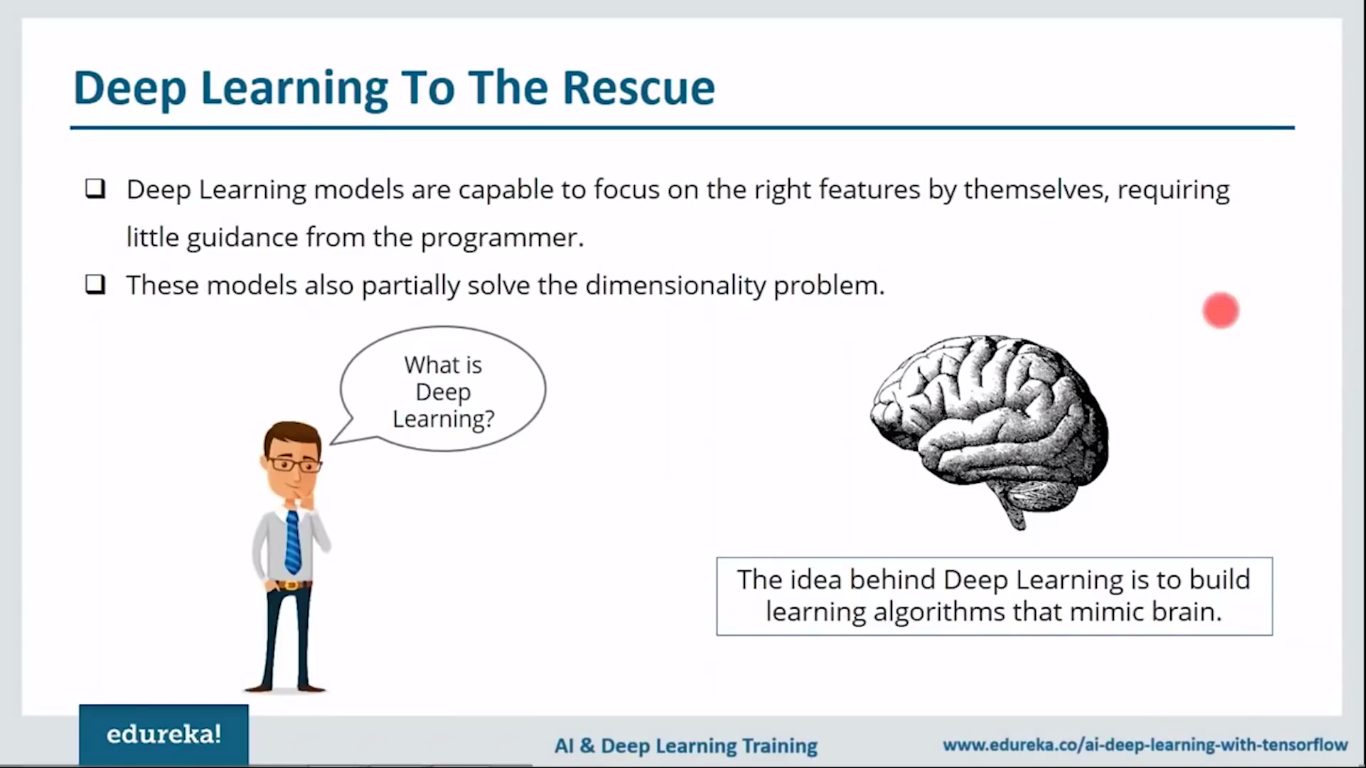 Deep Learning To The Rescue
Deep Learning models are capable to focus on the right features by themselves, requiring
little guidance from the programmer.
These models also partially solve the dimensionality problem.
What is
Deep
Learning?
The idea behind Deep Learning is to build
learning algorithms that mimic brain.
edureka!
AI & Deep Learning Training
www.edureka.co/ai-deep-learning-with-tensorflow